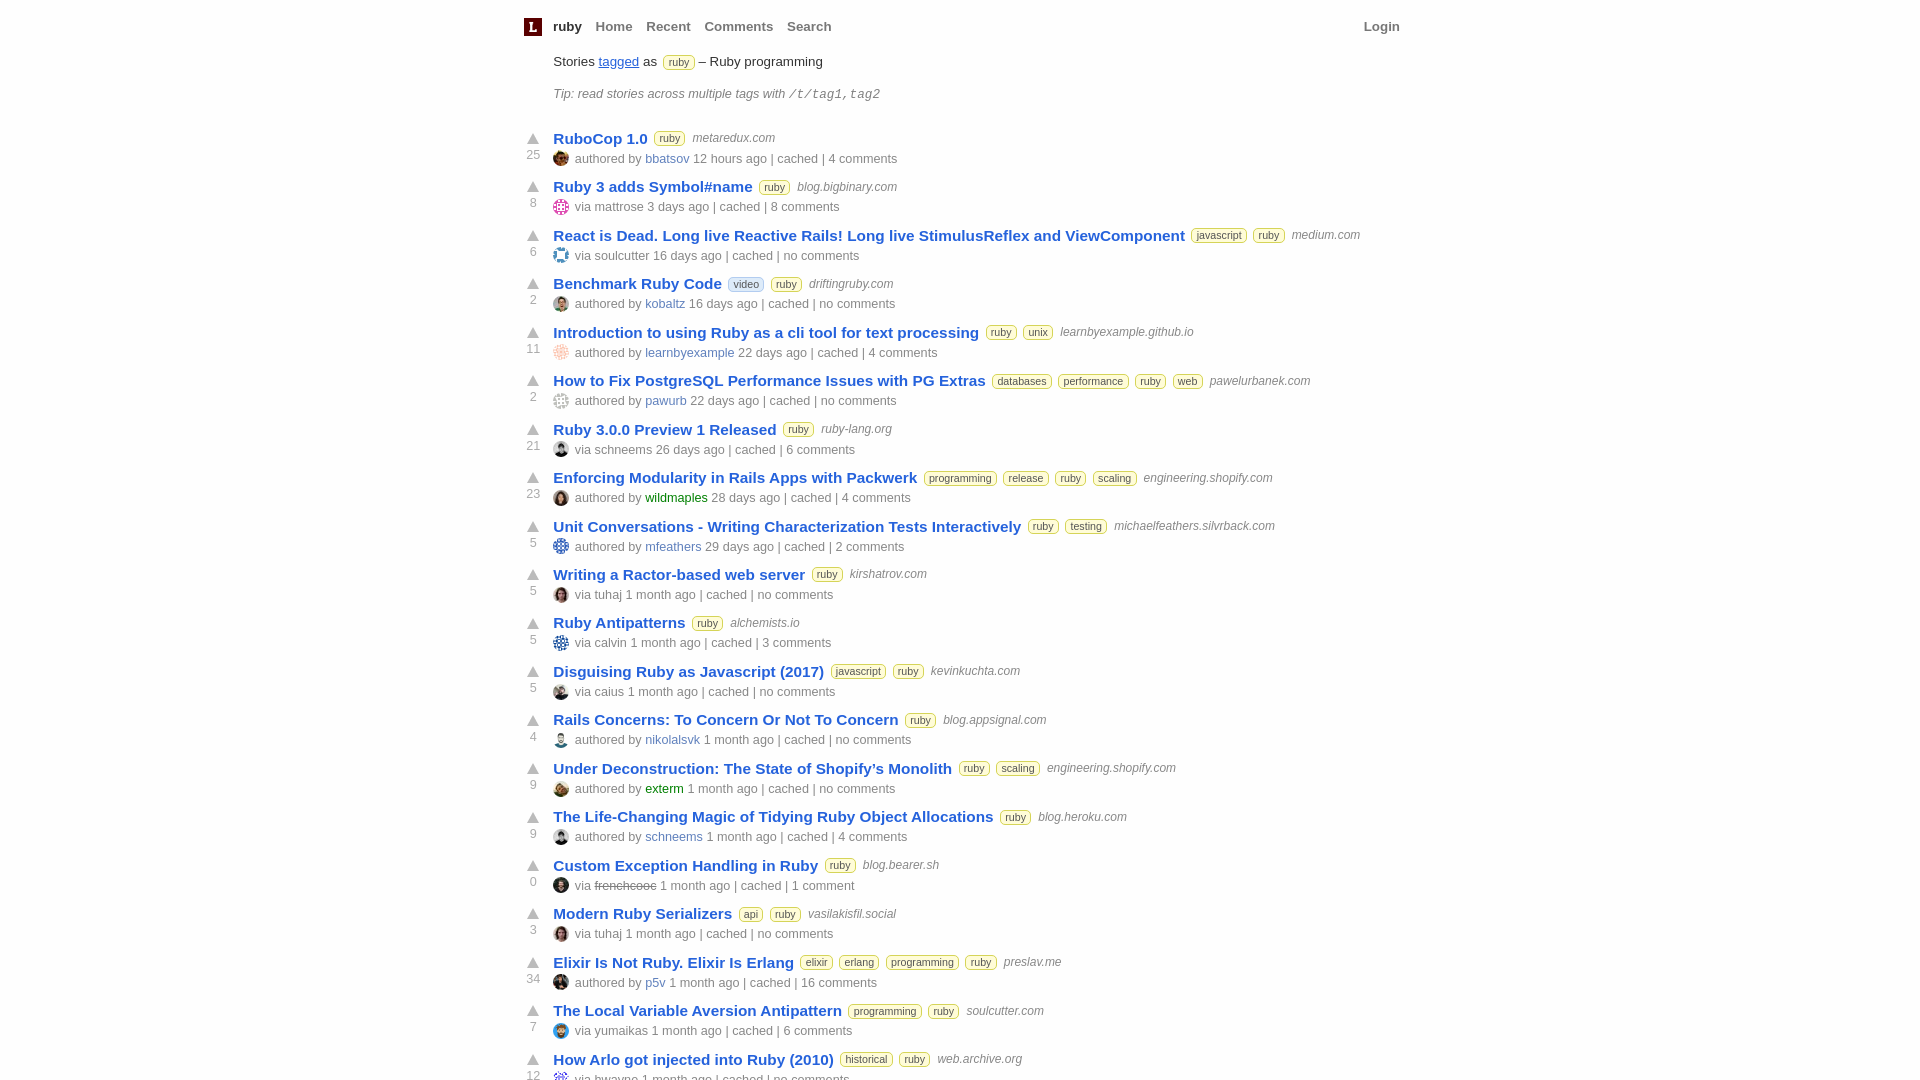 L ruby Home Recent Comments Search Login
Stories tagged as ruby – Ruby programming
Tip: read stories across multiple tags with /t/tag1,tag2
RuboCop 1.0 ruby metaredux.com
25 authored by bbatsov 12 hours ago | cached | 4 comments
Ruby 3 adds Symbol#name ruby blog.bigbinary.com
8 via mattrose 3 days ago | cached | 8 comments
React is Dead. Long live Reactive Rails! Long live StimulusReflex and ViewComponent javascript ruby medium.com
6 via soulcutter 16 days ago | cached | no comments
Benchmark Ruby Code video ruby driftingruby.com
2 authored by kobaltz 16 days ago | cached | no comments
Introduction to using Ruby as a cli tool for text processing ruby unix learnbyexample.github.io
11 authored by learnbyexample 22 days ago | cached | 4 comments
How to Fix PostgreSQL Performance Issues with PG Extras databases performance ruby web pawelurbanek.com
2 authored by pawurb 22 days ago | cached | no comments
Ruby 3.0.0 Preview 1 Released ruby ruby-lang.org
21 via schneems 26 days ago | cached | 6 comments
Enforcing Modularity in Rails Apps with Packwerk programming release ruby scaling engineering.shopify.com
23 authored by wildmaples 28 days ago | cached | 4 comments
Unit Conversations - Writing Characterization Tests Interactively ruby testing michaelfeathers.silvrback.com
5 authored by mfeathers 29 days ago | cached | 2 comments
Writing a Ractor-based web server ruby kirshatrov.com
5 via tuhaj 1 month ago | cached | no comments
Ruby Antipatterns ruby alchemists.io
5 via calvin 1 month ago | cached | 3 comments
Disguising Ruby as Javascript (2017) javascript ruby kevinkuchta.com
5 via caius 1 month ago | cached | no comments
Rails Concerns: To Concern Or Not To Concern ruby blog.appsignal.com
4 authored by nikolalsvk 1 month ago | cached | no comments
Under Deconstruction: The State of Shopify’s Monolith ruby scaling engineering.shopify.com
9 authored by exterm 1 month ago | cached | no comments
The Life-Changing Magic of Tidying Ruby Object Allocations ruby blog.heroku.com
9 authored by schneems 1 month ago | cached | 4 comments
Custom Exception Handling in Ruby ruby blog.bearer.sh
0 via frenchcooc 1 month ago | cached | 1 comment
Modern Ruby Serializers api ruby vasilakisfil.social
3 via tuhaj 1 month ago | cached | no comments
Elixir Is Not Ruby. Elixir Is Erlang elixir erlang programming ruby preslav.me
34 authored by p5v 1 month ago | cached | 16 comments
The Local Variable Aversion Antipattern programming ruby soulcutter.com
7 via yumaikas 1 month ago | cached | 6 comments
How Arlo got injected into Ruby (2010) historical ruby web.archive.org
12 via hwayne 1 month ago | cached | no comments